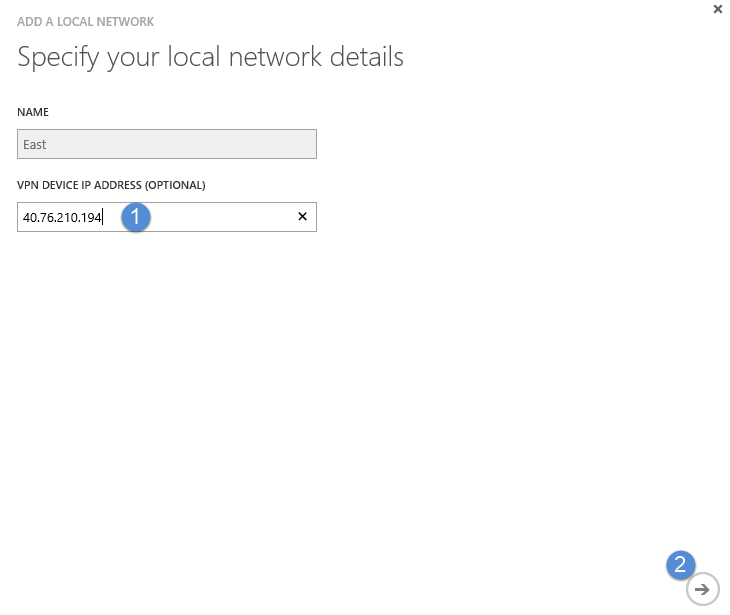 ADD A LOCAL NETWORK
Specify your local network details
NAME
East
VPN DEVICE IP ADDRESS (OPTIONAL)
40.76.210.194 1
2